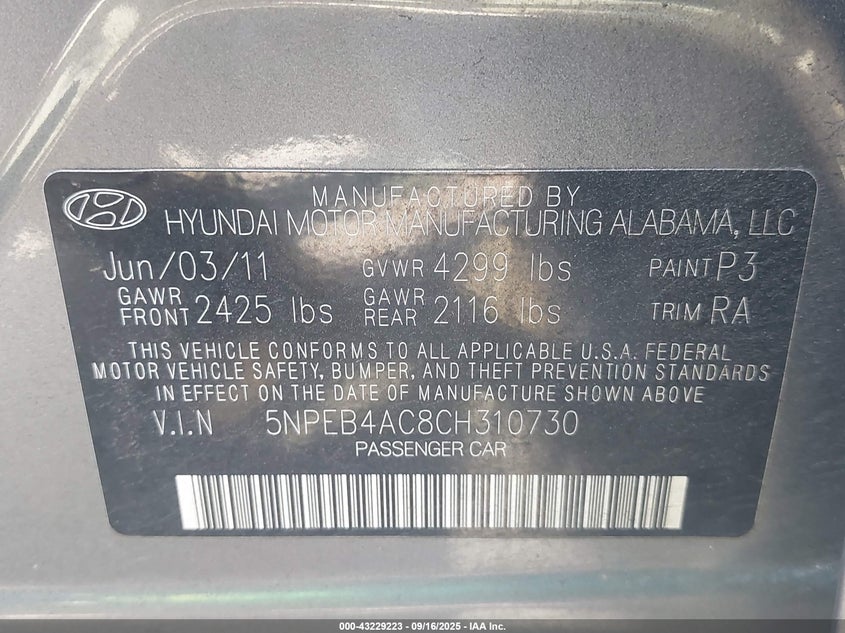 MANUFACTURED BY
HYUNDAI MOTOR MANUFACTURING ALABAMA, LLC
Jun/03/11 GVWR 4299 lbs PAINT P3
GAWR FRONT 2425 lbs GAWR REAR 2116 lbs TRIM RA
THIS VEHICLE CONFORMS TO ALL APPLICABLE U.S.A. FEDERAL
MOTOR VEHICLE SAFETY, BUMPER, AND THEFT PREVENTION STANDARDS
IN EFFECT ON THE DATE OF MANUFACTURE SHOWN ABOVE
V.I.N 5NPEB4AC8CH310730
PASSENGER CAR
000-43229223 - 09/16/2025 - IAA Inc.